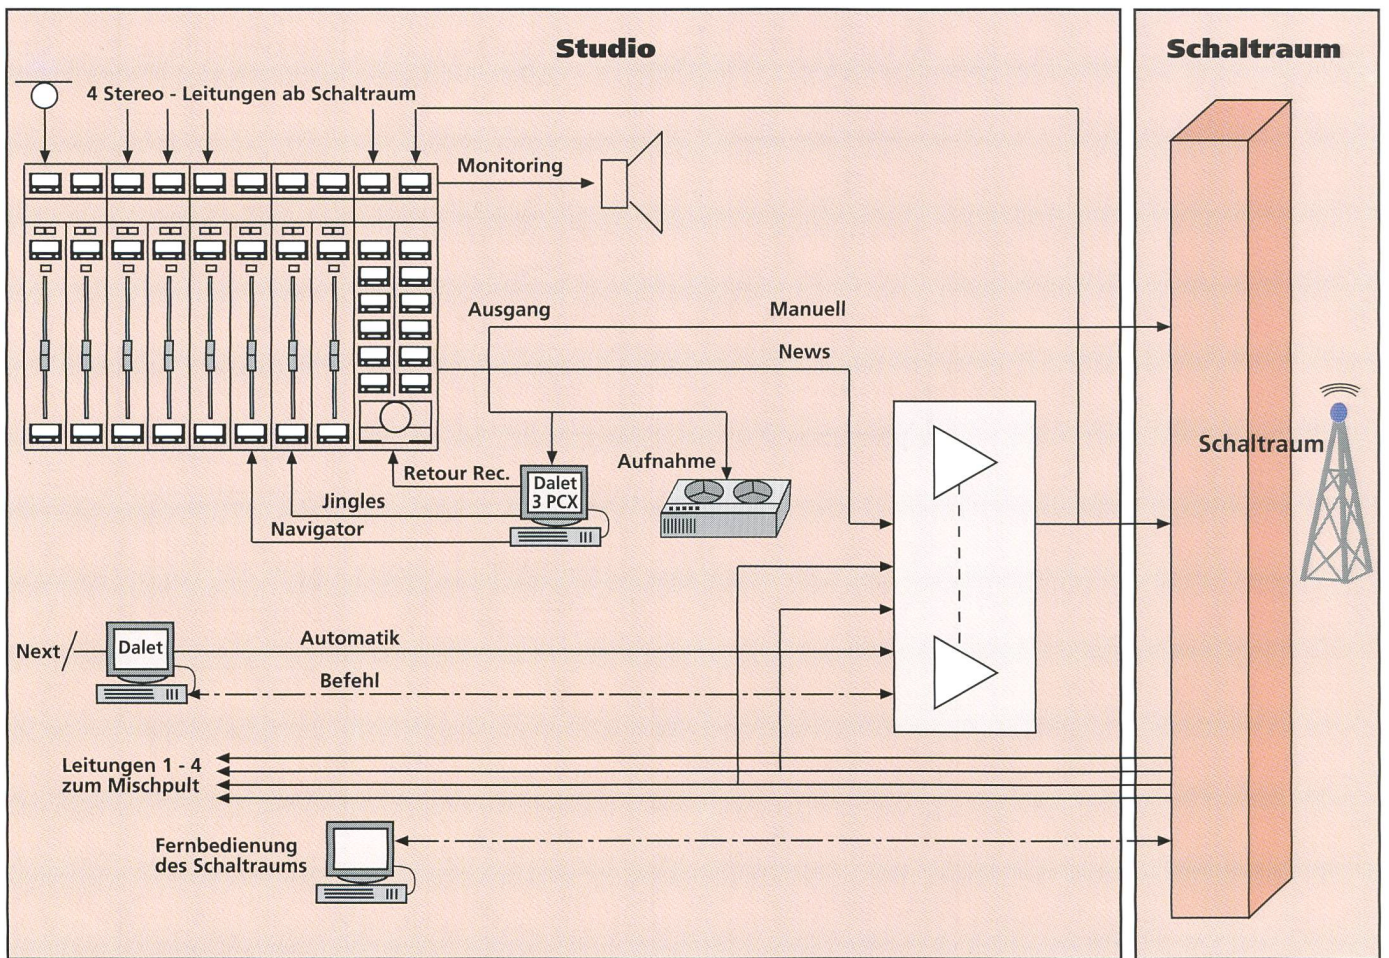 Studio
Schaltraum
4 Stereo - Leitungen ab Schaltraum
Monitoring
Ausgang
Manuell
News
Schaltraum
Aufnahme
Retour Rec.
Dalet
3 PCX
Jingles
Navigator
Next
Dalet
Automatik
Befehl
Leitungen 1 - 4
zum Mischpult
Fernbedienung
des Schaltraums